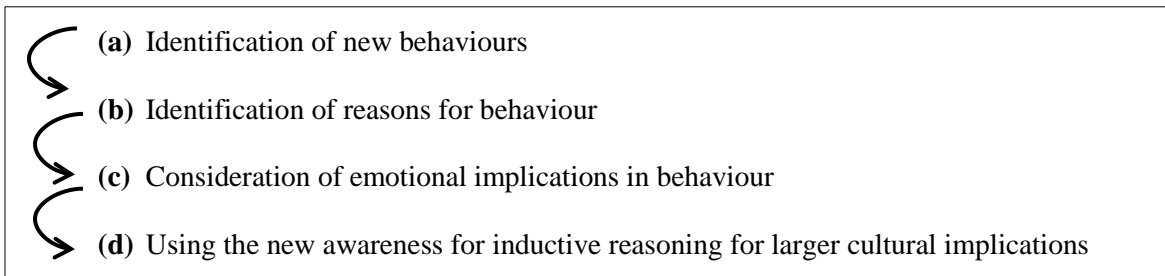 (a) Identification of new behaviours
(b) Identification of reasons for behaviour
(c) Consideration of emotional implications in behaviour
(d) Using the new awareness for inductive reasoning for larger cultural implications